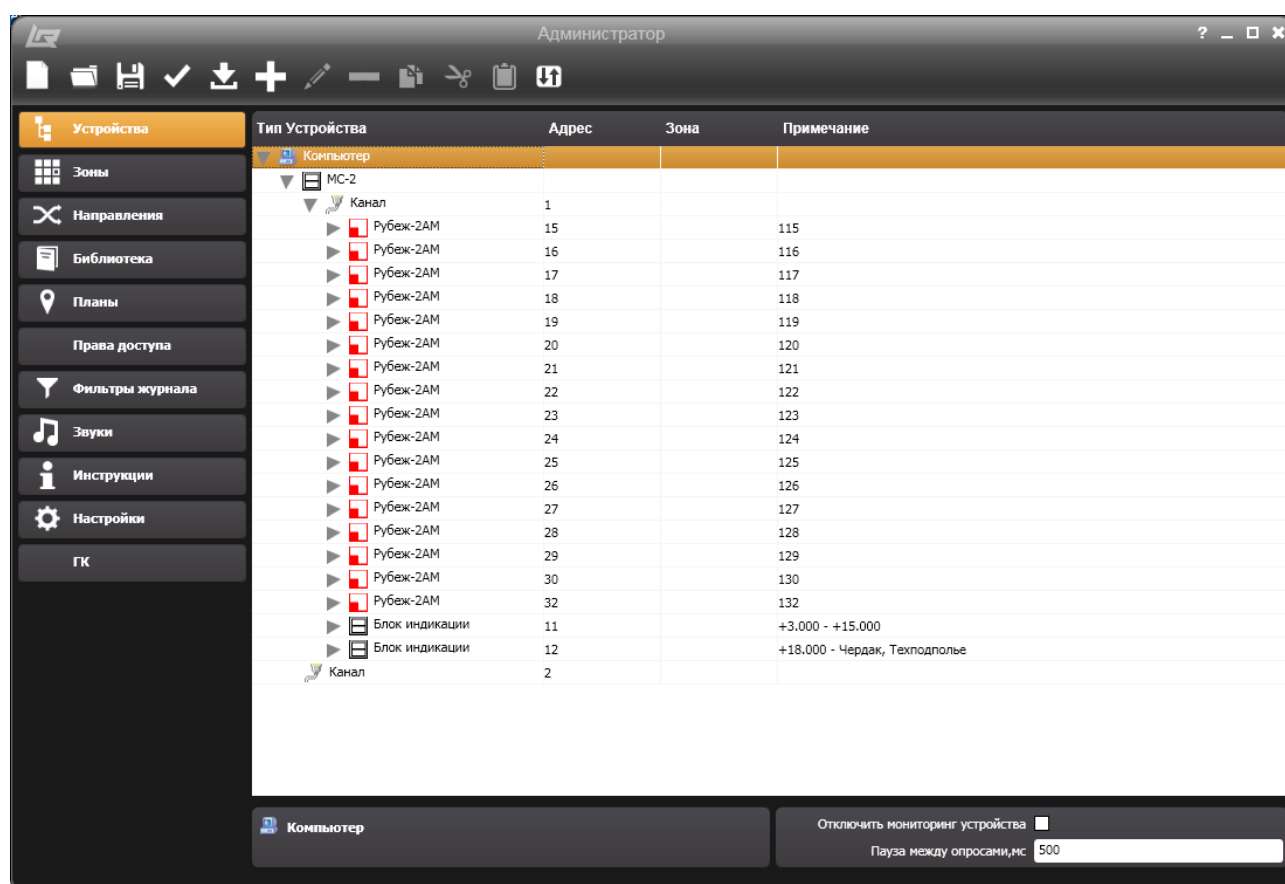 Администратор
?
Устройства
Зоны
Направления
Библиотека
Планы
Права доступа
Фильтры журнала
Звуки
Инструкции
Настройки
ГК
Тип Устройства Адрес Зона Примечание
Компьютер
МС-2
Канал 1
Рубеж-2АМ 15 115
Рубеж-2АМ 16 116
Рубеж-2АМ 17 117
Рубеж-2АМ 18 118
Рубеж-2АМ 19 119
Рубеж-2АМ 20 120
Рубеж-2АМ 21 121
Рубеж-2АМ 22 122
Рубеж-2АМ 23 123
Рубеж-2АМ 24 124
Рубеж-2АМ 25 125
Рубеж-2АМ 26 126
Рубеж-2АМ 27 127
Рубеж-2АМ 28 128
Рубеж-2АМ 29 129
Рубеж-2АМ 30 130
Рубеж-2АМ 32 132
Блок индикации 11 +3.000 - +15.000
Блок индикации 12 +18.000 - Чердак, Техподполье
Канал 2
Компьютер
Отключить мониторинг устройства
Пауза между опросами,мс 500